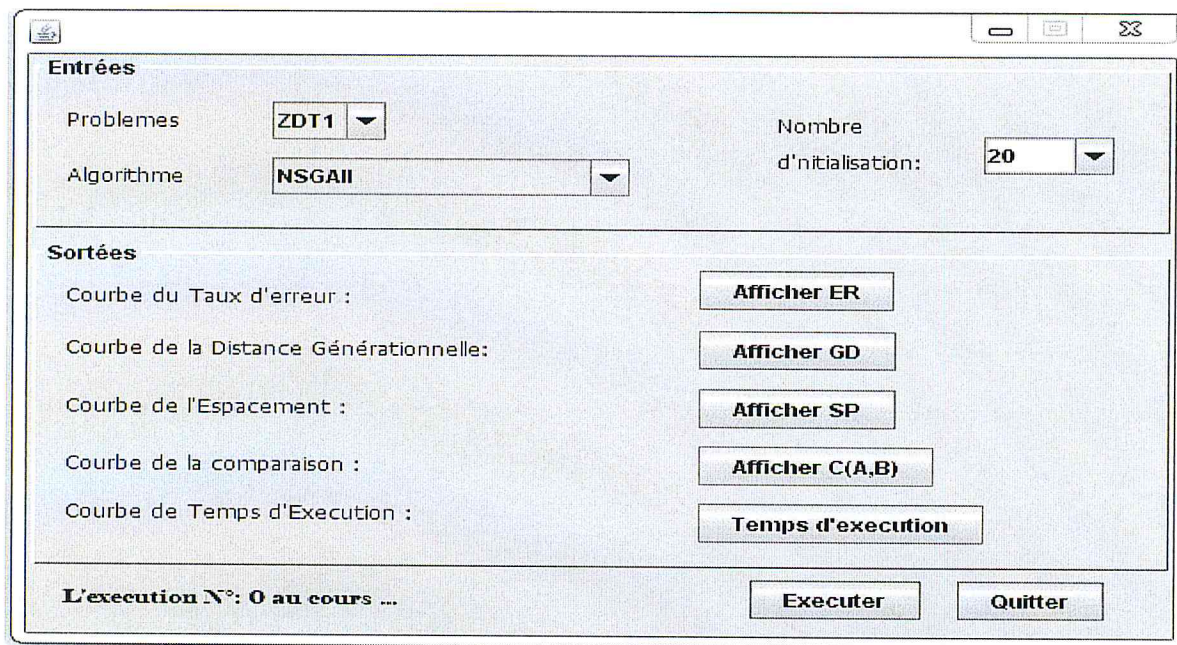 Entrées
Problemes ZDT1
Nombre
d'nitialisation: 20
Algorithme NSGAII
Sortées
Courbe du Taux d'erreur : Afficher ER
Courbe de la Distance Générationnelle: Afficher GD
Courbe de l'Espacement : Afficher SP
Courbe de la comparaison : Afficher C(A,B)
Courbe de Temps d'Execution : Temps d'execution
L'execution N°: 0 au cours ... Executer Quitter